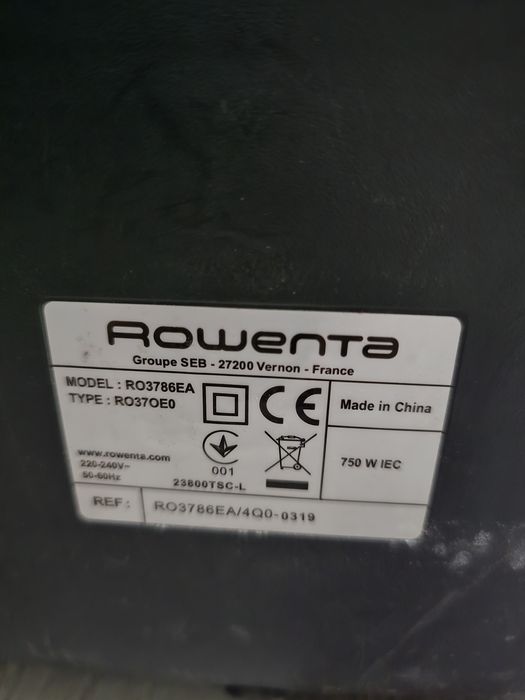 Rowenta
Groupe SEB - 27200 Vernon - France
MODEL : RO3786EA
TYPE : RO37OE0
CE
Made in China
www.rowenta.com
220-240V~
50-60Hz
001
23800TSC-L
750 W IEC
REF : RO3786EA/4Q0-0319